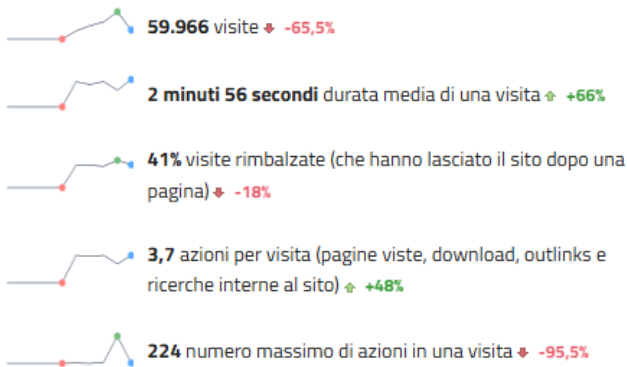 59.966 visite -65,5%
2 minuti 56 secondi durata media di una visita +66%
41% visite rimbalzate (che hanno lasciato il sito dopo una
pagina) -18%
3,7 azioni per visita (pagine viste, download, outlinks e
ricerche interne al sito) +48%
224 numero massimo di azioni in una visita -95,5%